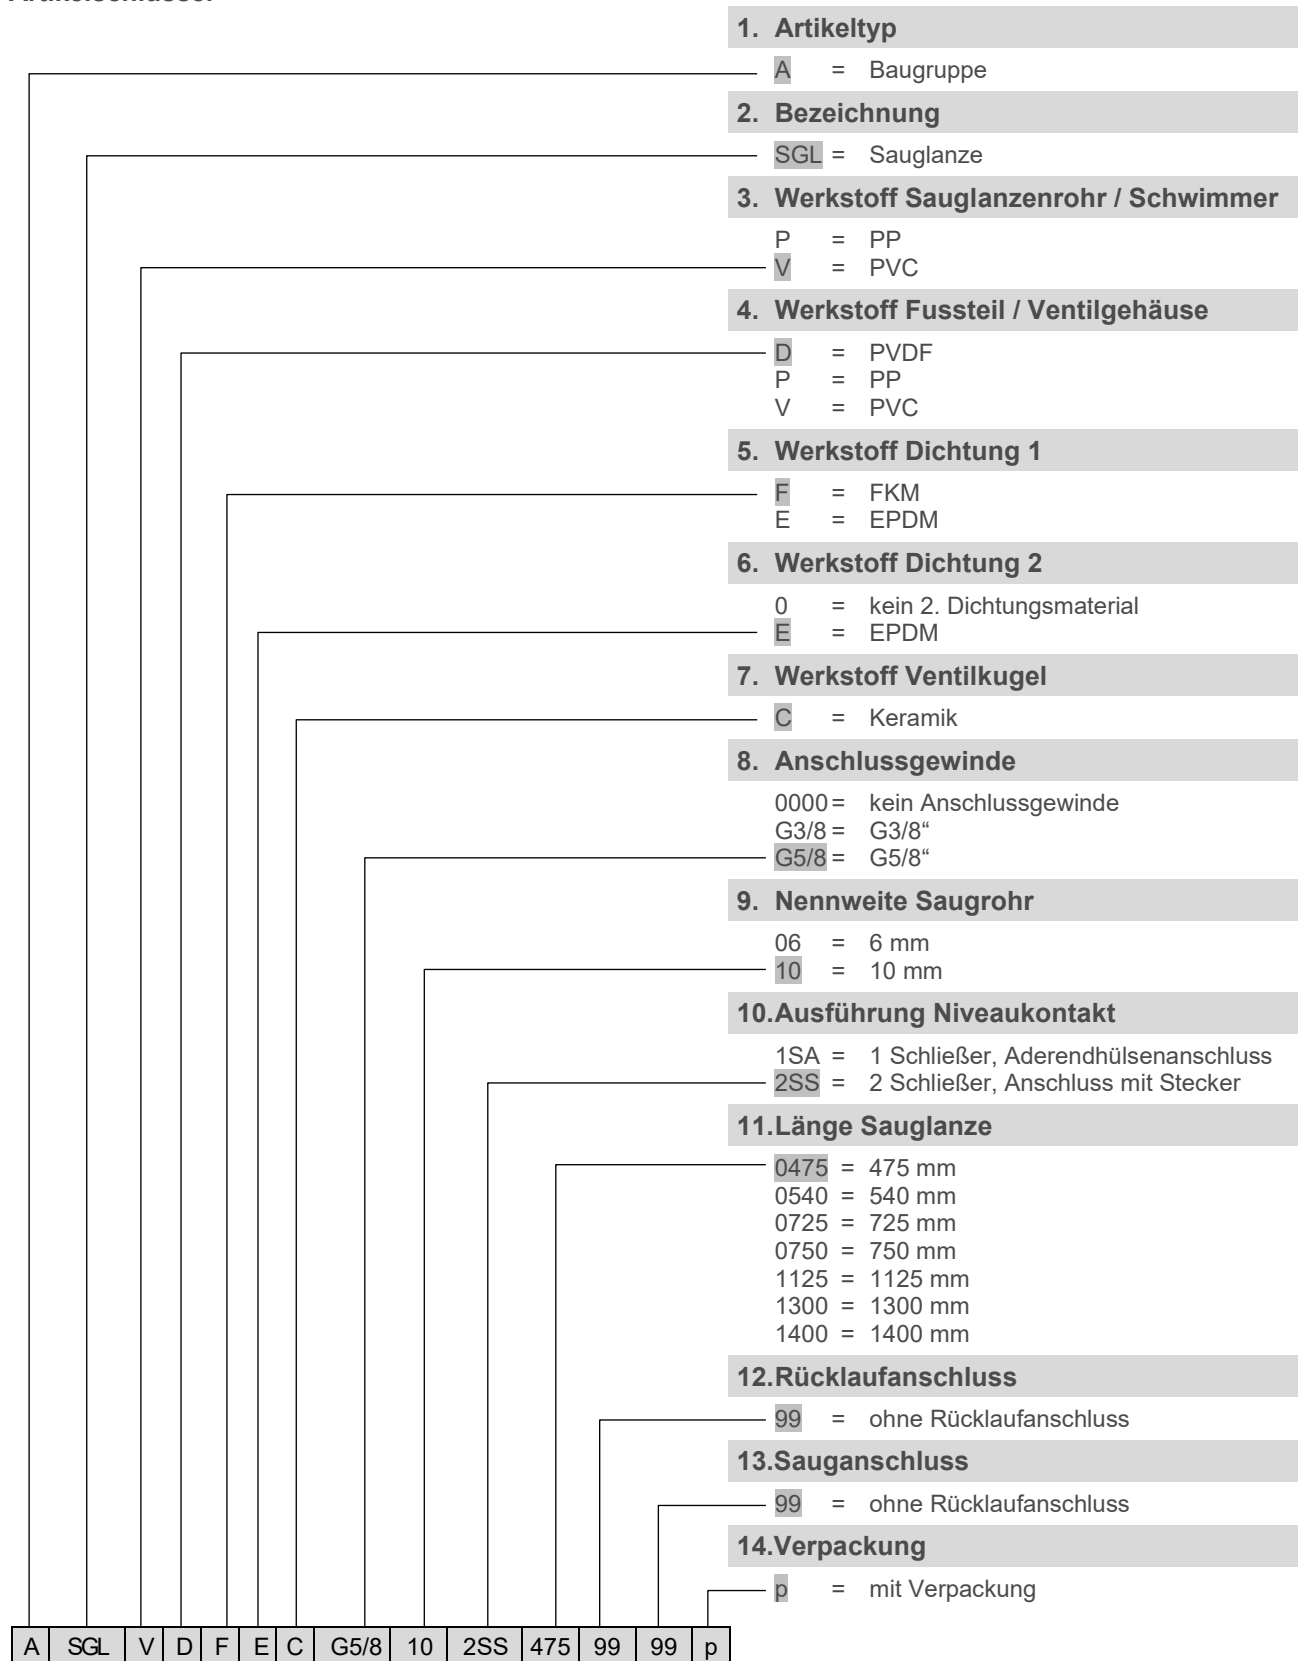 1. Artikeltyp
A = Baugruppe
2. Bezeichnung
SGL = Sauglanze
3. Werkstoff Sauglanzenrohr / Schwimmer
P = PP
V = PVC
4. Werkstoff Fussteil / Ventilgehäuse
D = PVDF
P = PP
V = PVC
5. Werkstoff Dichtung 1
F = FKM
E = EPDM
6. Werkstoff Dichtung 2
0 = kein 2. Dichtungsmaterial
E = EPDM
7. Werkstoff Ventilkugel
C = Keramik
8. Anschlussgewinde
0000 = kein Anschlussgewinde
G3/8 = G3/8“
G5/8 = G5/8“
9. Nennweite Saugrohr
06 = 6 mm
10 = 10 mm
10.Ausführung Niveaukontakt
1SA = 1 Schließer, Aderendhülsenanschluss
2SS = 2 Schließer, Anschluss mit Stecker
11.Länge Sauglanze
0475 = 475 mm
0540 = 540 mm
0725 = 725 mm
0750 = 750 mm
1125 = 1125 mm
1300 = 1300 mm
1400 = 1400 mm
12.Rücklaufanschluss
99 = ohne Rücklaufanschluss
13.Sauganschluss
99 = ohne Rücklaufanschluss
14.Verpackung
p = mit Verpackung
A SGL V D F E C G5/8 10 2SS 475 99 99 p